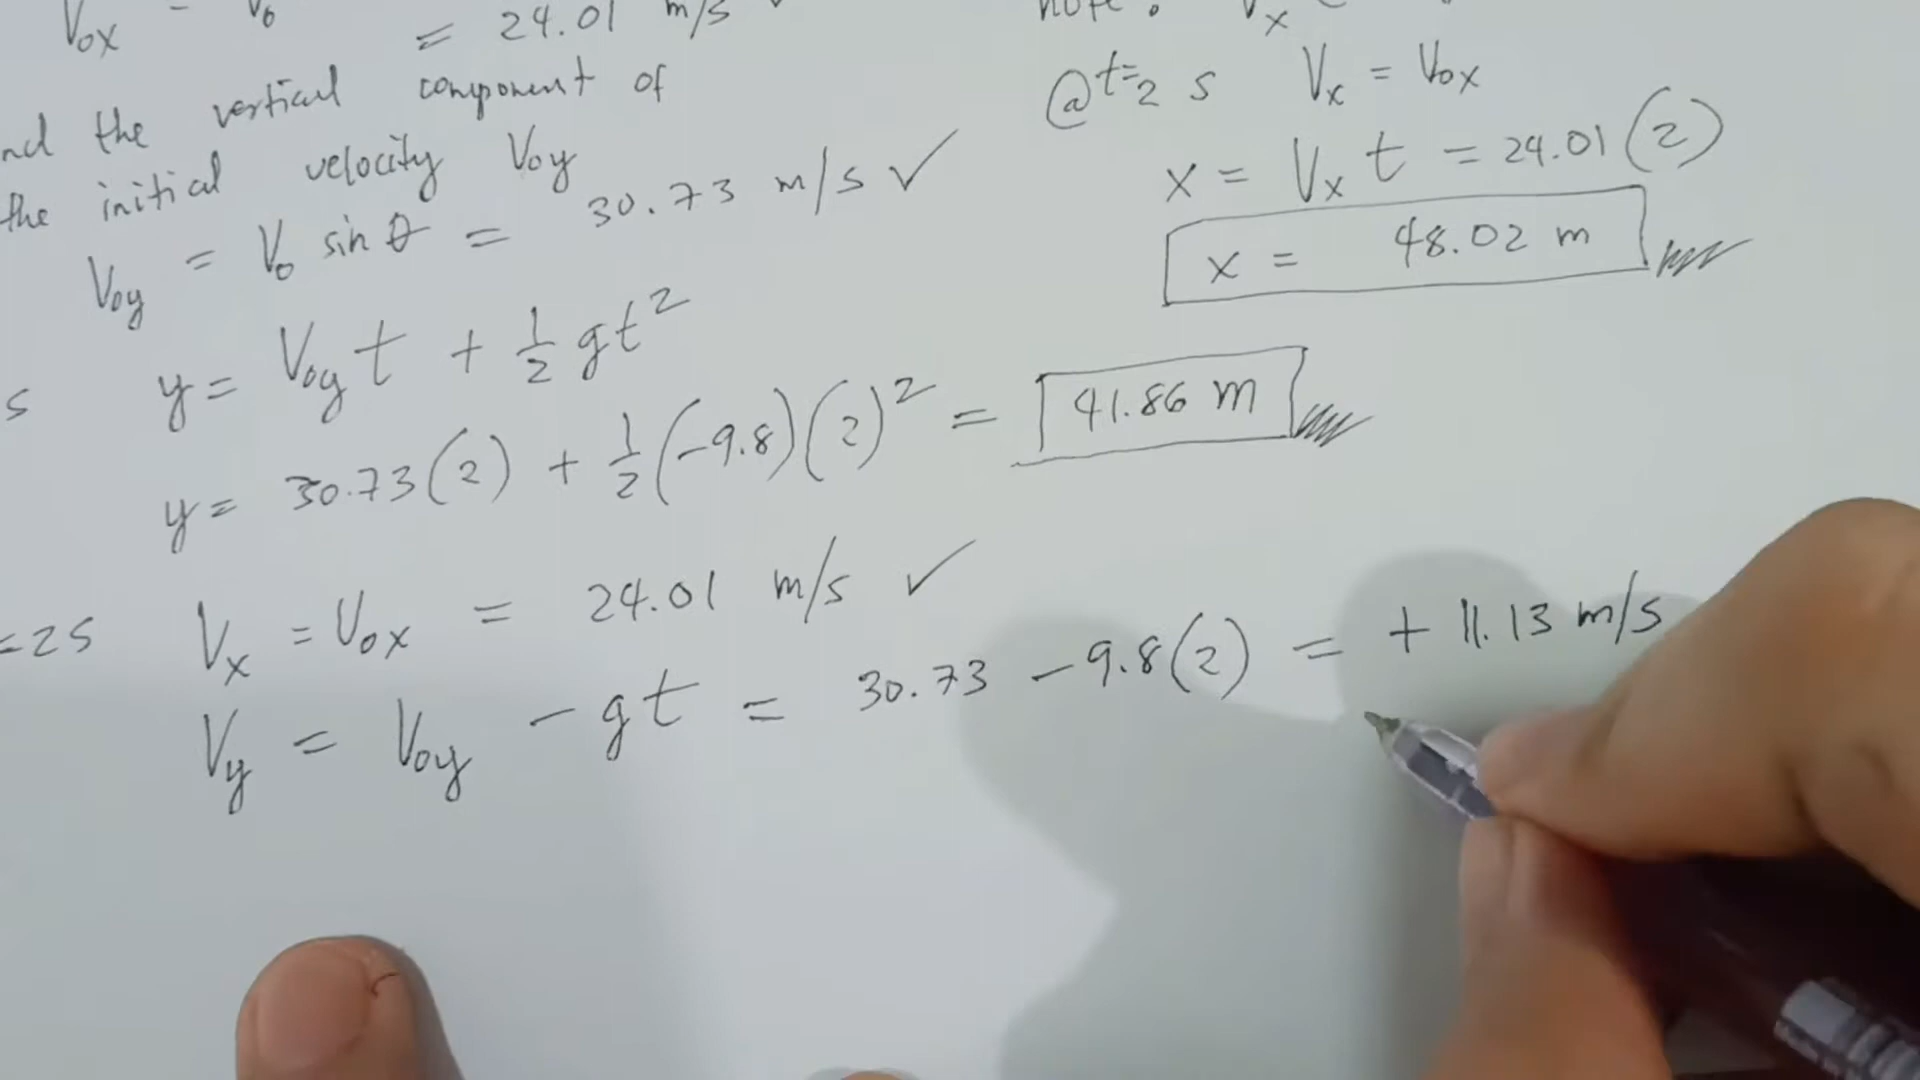 Vox = Vo
= 24.01 m/s
nd the vertical component of
the initial velocity Voy
Voy = Vo sin θ = 30.73 m/s ✓
s y = Voy t + 1/2 gt²
y = 30.73(2) + 1/2(-9.8)(2)² = 41.86 m
note: Vx
@t=2 s Vx = Vox
x = Vx t = 24.01(2)
x = 48.02 m
=2s Vx = Vox = 24.01 m/s ✓
Vy = Voy - gt = 30.73 - 9.8(2) = + 11.13 m/s